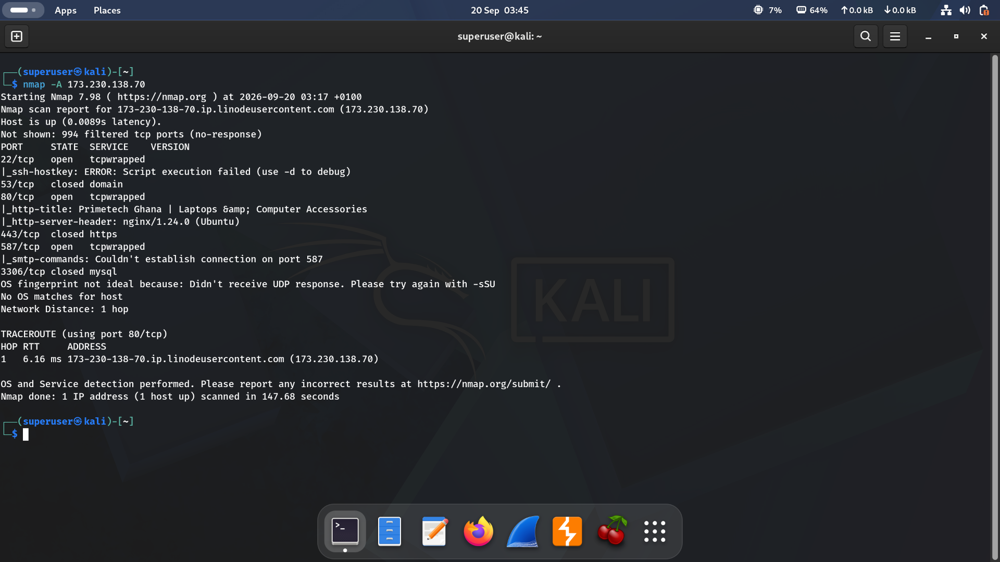 Apps Places 20 Sep 03:45 7% 64% ↑0.0 kB ↓0.0 kB
superuser@kali: ~
┌──(superuser㉿kali)-[~]
└─$ nmap -A 173.230.138.70
Starting Nmap 7.98 ( https://nmap.org ) at 2026-09-20 03:17 +0100
Nmap scan report for 173-230-138-70.ip.linodeusercontent.com (173.230.138.70)
Host is up (0.0089s latency).
Not shown: 994 filtered tcp ports (no-response)
PORT     STATE  SERVICE    VERSION
22/tcp   open   tcpwrapped
|_ssh-hostkey: ERROR: Script execution failed (use -d to debug)
53/tcp   closed domain
80/tcp   open   tcpwrapped
|_http-title: Primetech Ghana | Laptops &amp; Computer Accessories
|_http-server-header: nginx/1.24.0 (Ubuntu)
443/tcp  closed https
587/tcp  open   tcpwrapped
|_smtp-commands: Couldn't establish connection on port 587
3306/tcp closed mysql
OS fingerprint not ideal because: Didn't receive UDP response. Please try again with -sSU
No OS matches for host
Network Distance: 1 hop
TRACEROUTE (using port 80/tcp)
HOP RTT     ADDRESS
1   6.16 ms 173-230-138-70.ip.linodeusercontent.com (173.230.138.70)
OS and Service detection performed. Please report any incorrect results at https://nmap.org/submit/ .
Nmap done: 1 IP address (1 host up) scanned in 147.68 seconds
┌──(superuser㉿kali)-[~]
└─$
KALI
>_